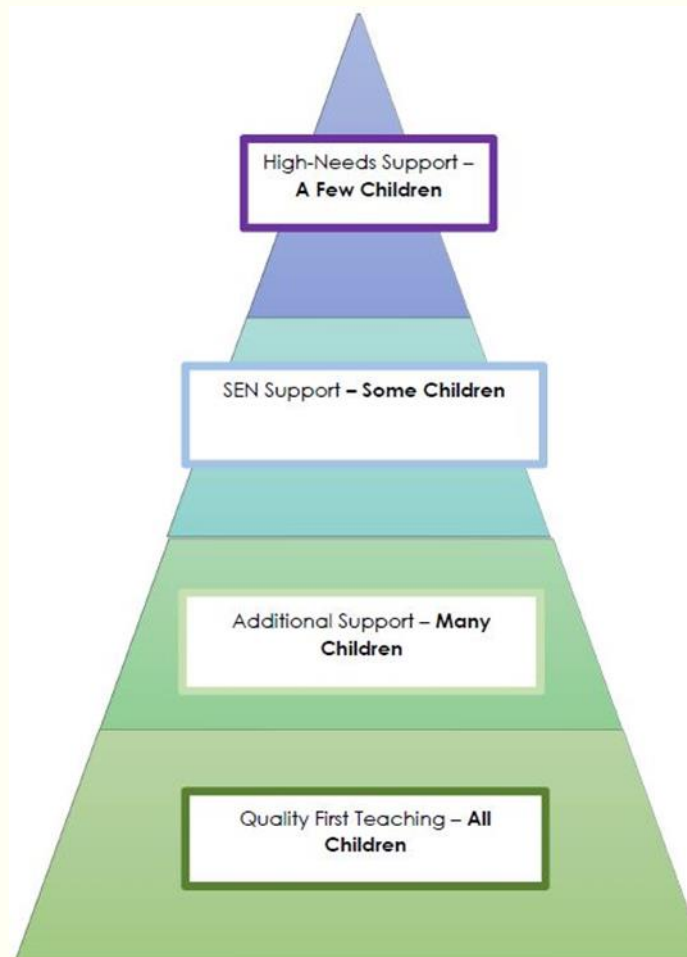 High-Needs Support –
A Few Children
SEN Support – Some Children
Additional Support – Many
Children
Quality First Teaching – All
Children